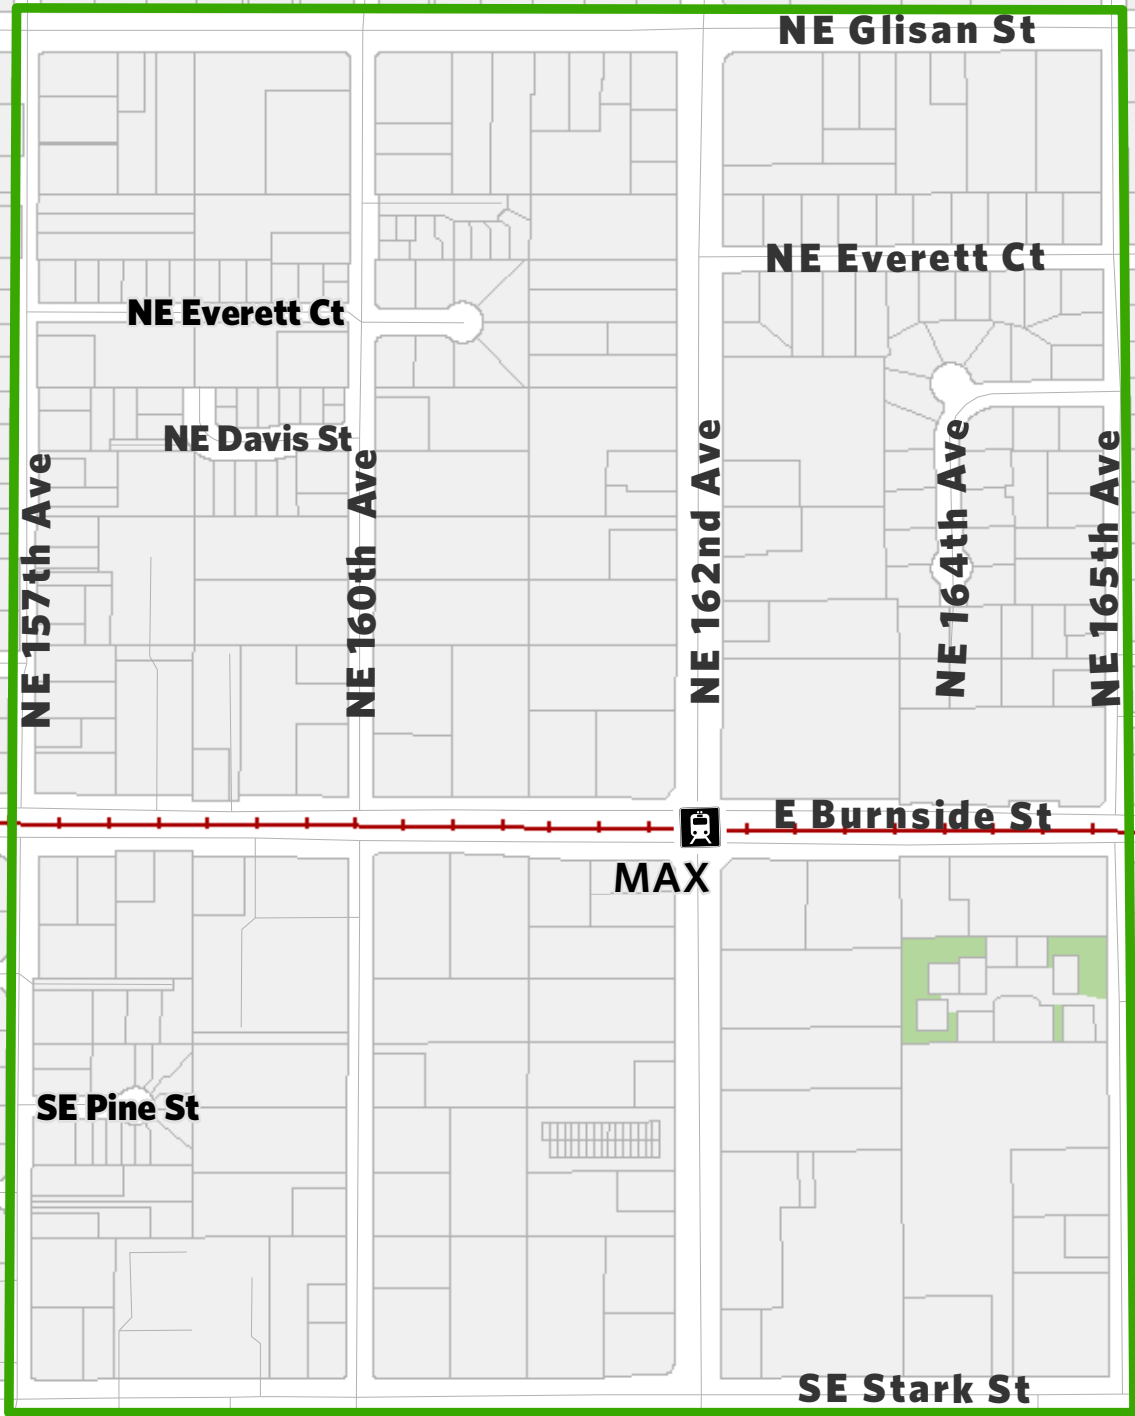 NE Glisan St
NE Everett Ct
NE Everett Ct
NE Davis St
NE 157th Ave
NE 160th Ave
NE 162nd Ave
NE 164th Ave
NE 165th Ave
E Burnside St
MAX
SE Pine St
SE Stark St